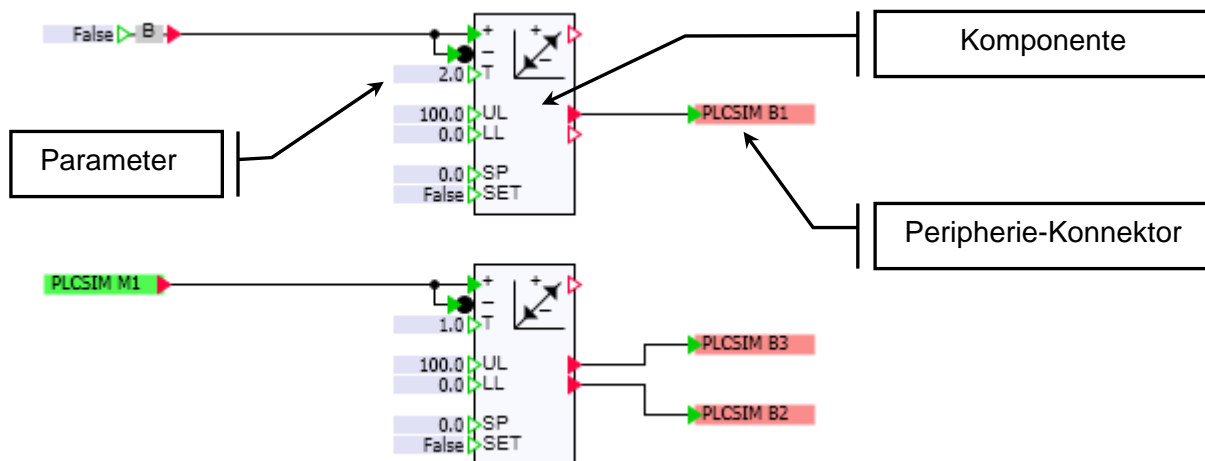 False B + Komponente
−
2.0 T
100.0 UL PLCSIM B1
Parameter 0.0 LL
0.0 SP
False SET
Peripherie-Konnektor
PLCSIM M1 +
−
1.0 T
PLCSIM B3
100.0 UL
0.0 LL
PLCSIM B2
0.0 SP
False SET